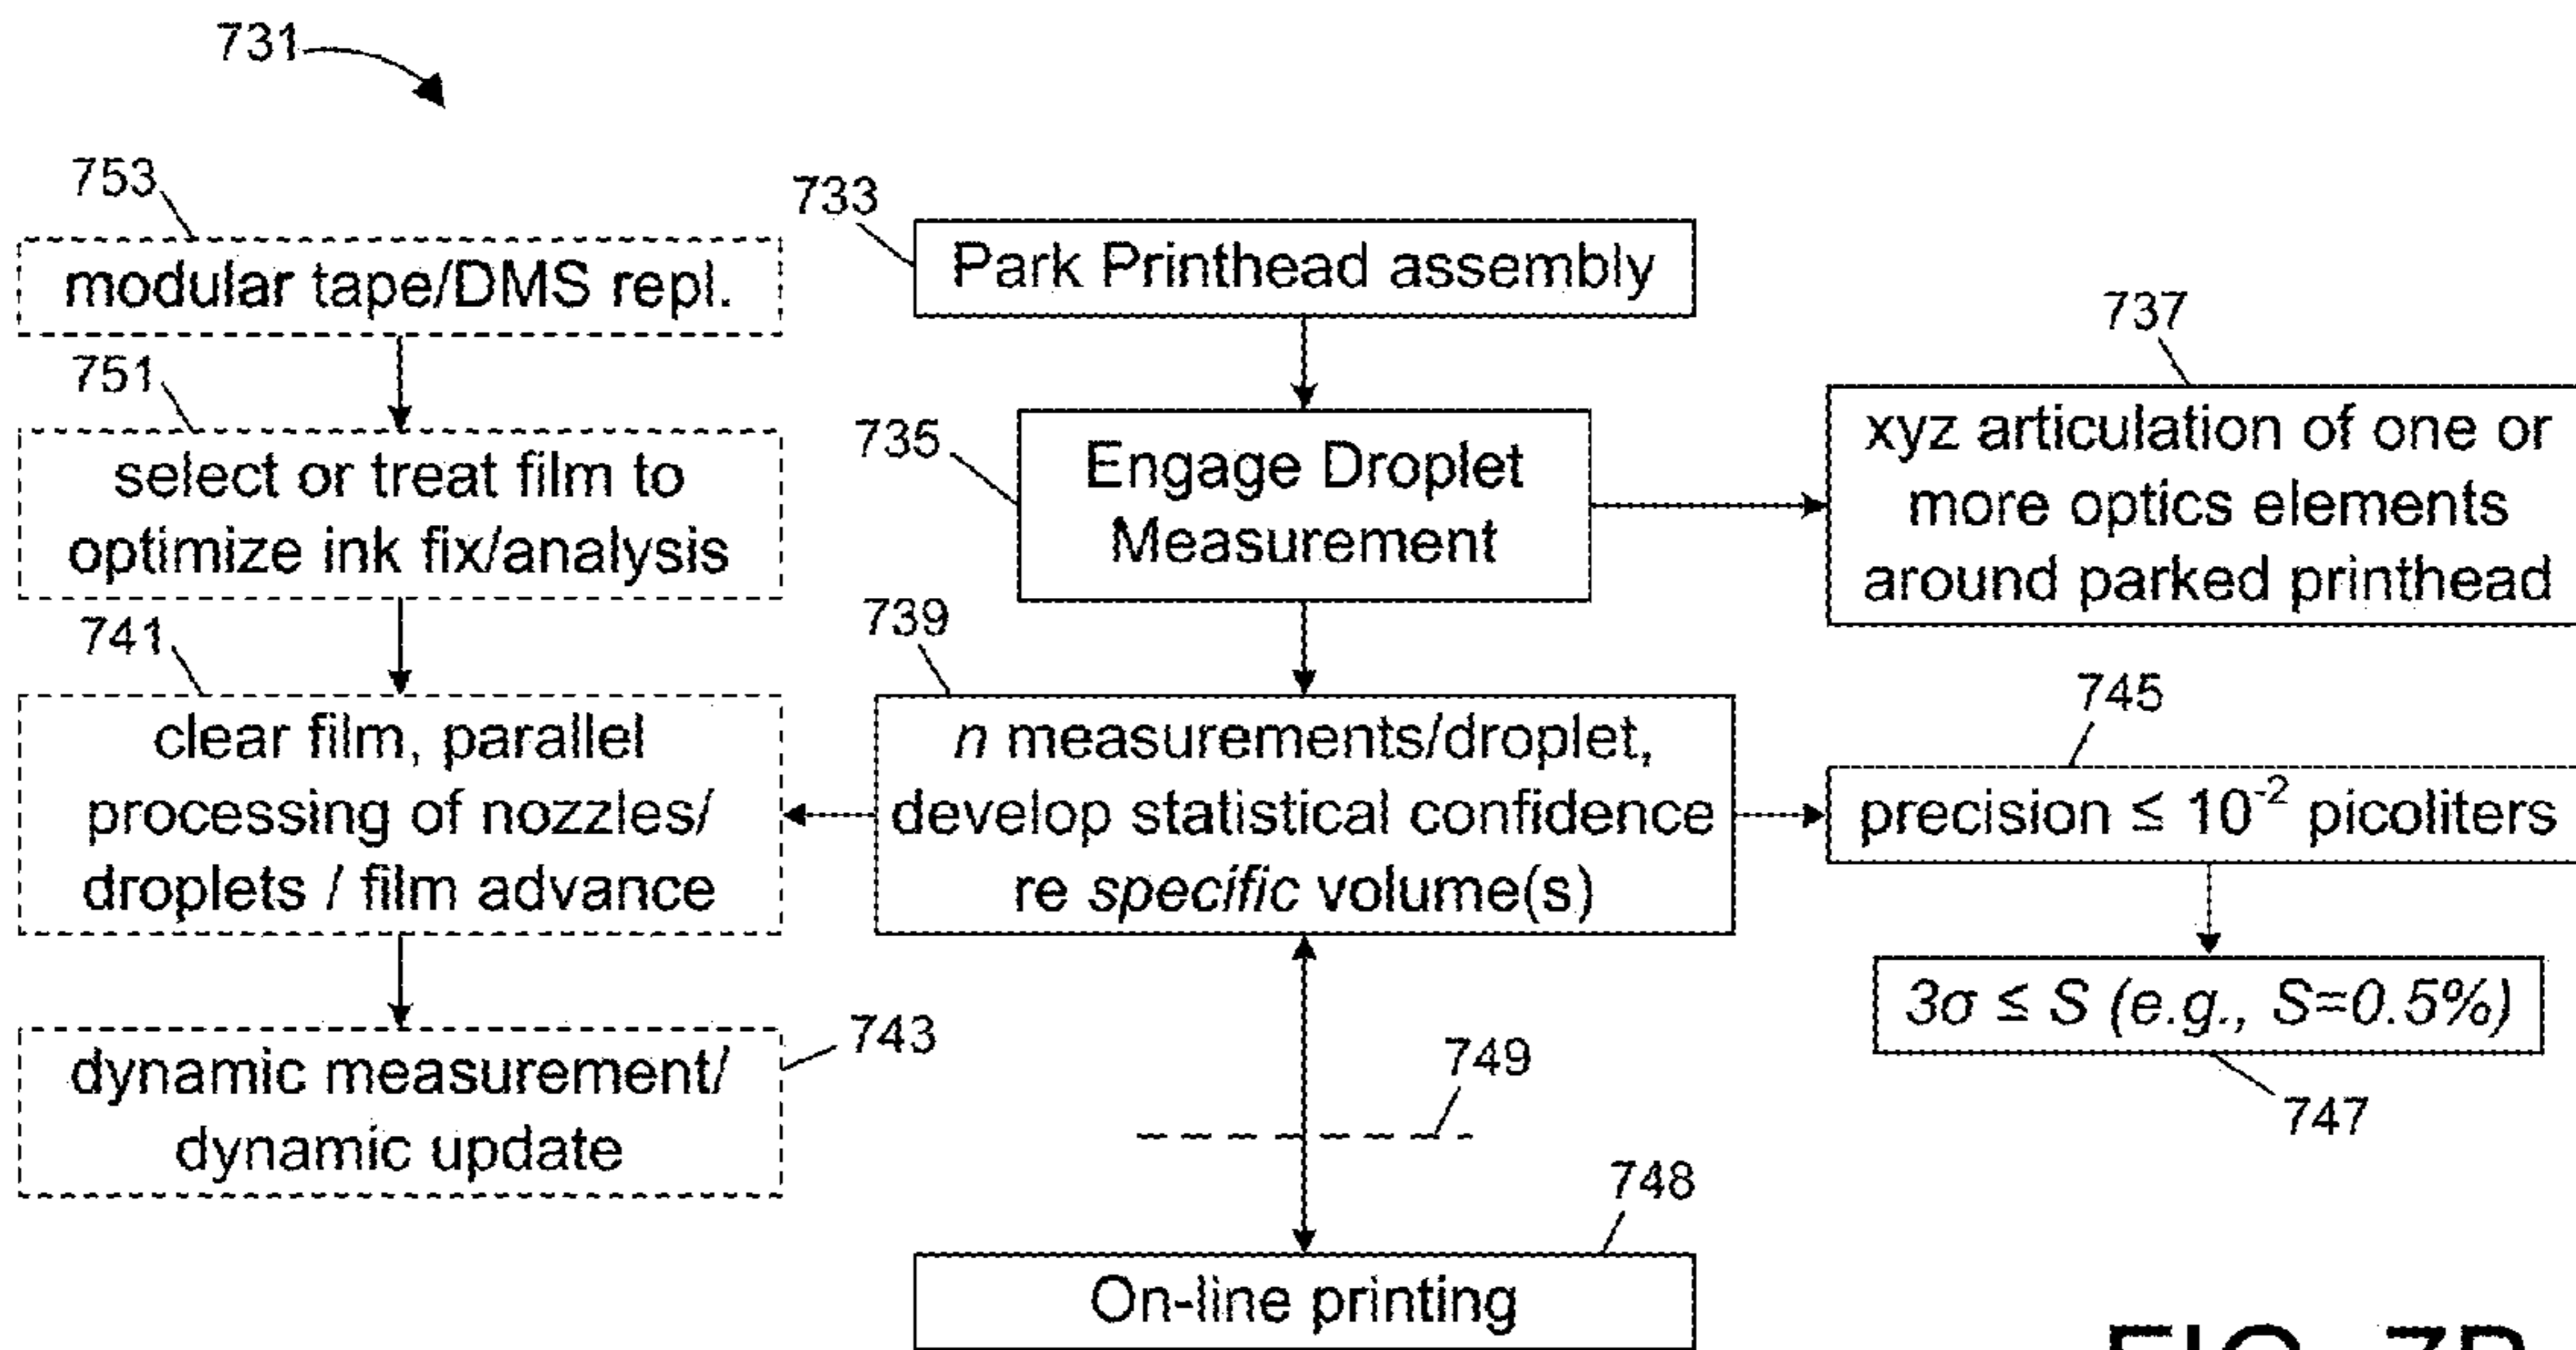 731
753
modular tape/DMS repl.
751
select or treat film to
optimize ink fix/analysis
741
clear film, parallel
processing of nozzles/
droplets / film advance
743
dynamic measurement/
dynamic update
733
Park Printhead assembly
735
Engage Droplet
Measurement
737
xyz articulation of one or
more optics elements
around parked printhead
739
n measurements/droplet,
develop statistical confidence
re specific volume(s)
745
precision ≤ 10⁻² picoliters
3σ ≤ S (e.g., S=0.5%)
747
749
748
On-line printing